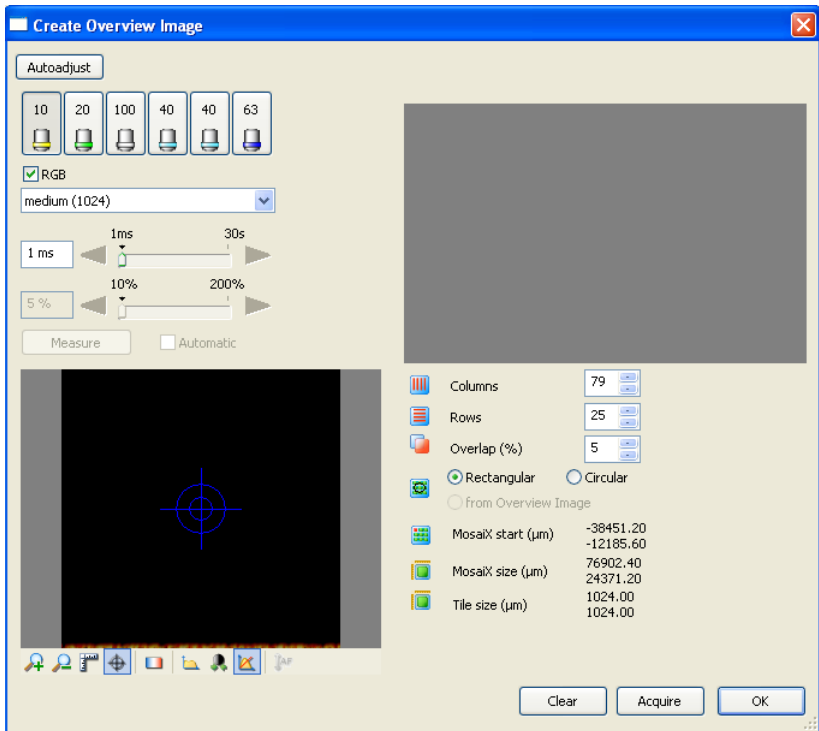 Create Overview Image
Autoadjust
10 20 100 40 40 63
RGB
medium (1024)
1ms 30s
1 ms
10% 200%
5 %
Measure Automatic
Columns 79
Rows 25
Overlap (%) 5
Rectangular Circular
from Overview Image
MosaiX start (µm) -38451.20
-12185.60
MosaiX size (µm) 76902.40
24371.20
Tile size (µm) 1024.00
1024.00
AF
Clear Acquire OK